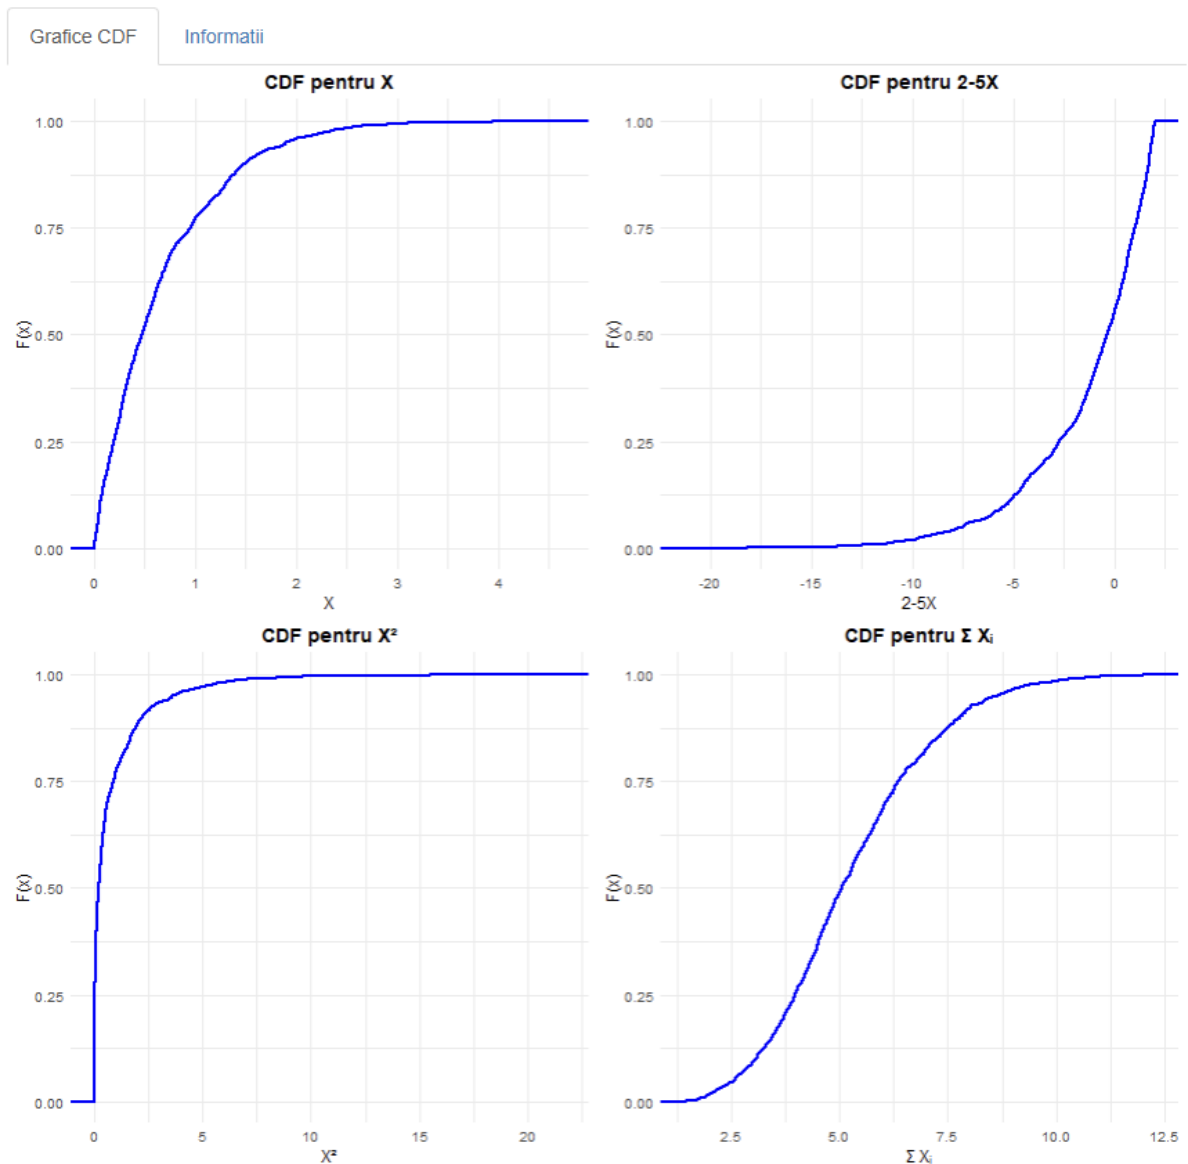 Grafice CDF Informatii
CDF pentru X
1.00
0.75
0.50
0.25
0.00
F(x)
0 1 2 3 4
X
CDF pentru 2-5X
1.00
0.75
0.50
0.25
0.00
F(x)
-20 -15 -10 -5 0
2-5X
CDF pentru X²
1.00
0.75
0.50
0.25
0.00
F(x)
0 5 10 15 20
X²
CDF pentru Σ Xᵢ
1.00
0.75
0.50
0.25
0.00
F(x)
2.5 5.0 7.5 10.0 12.5
Σ Xᵢ